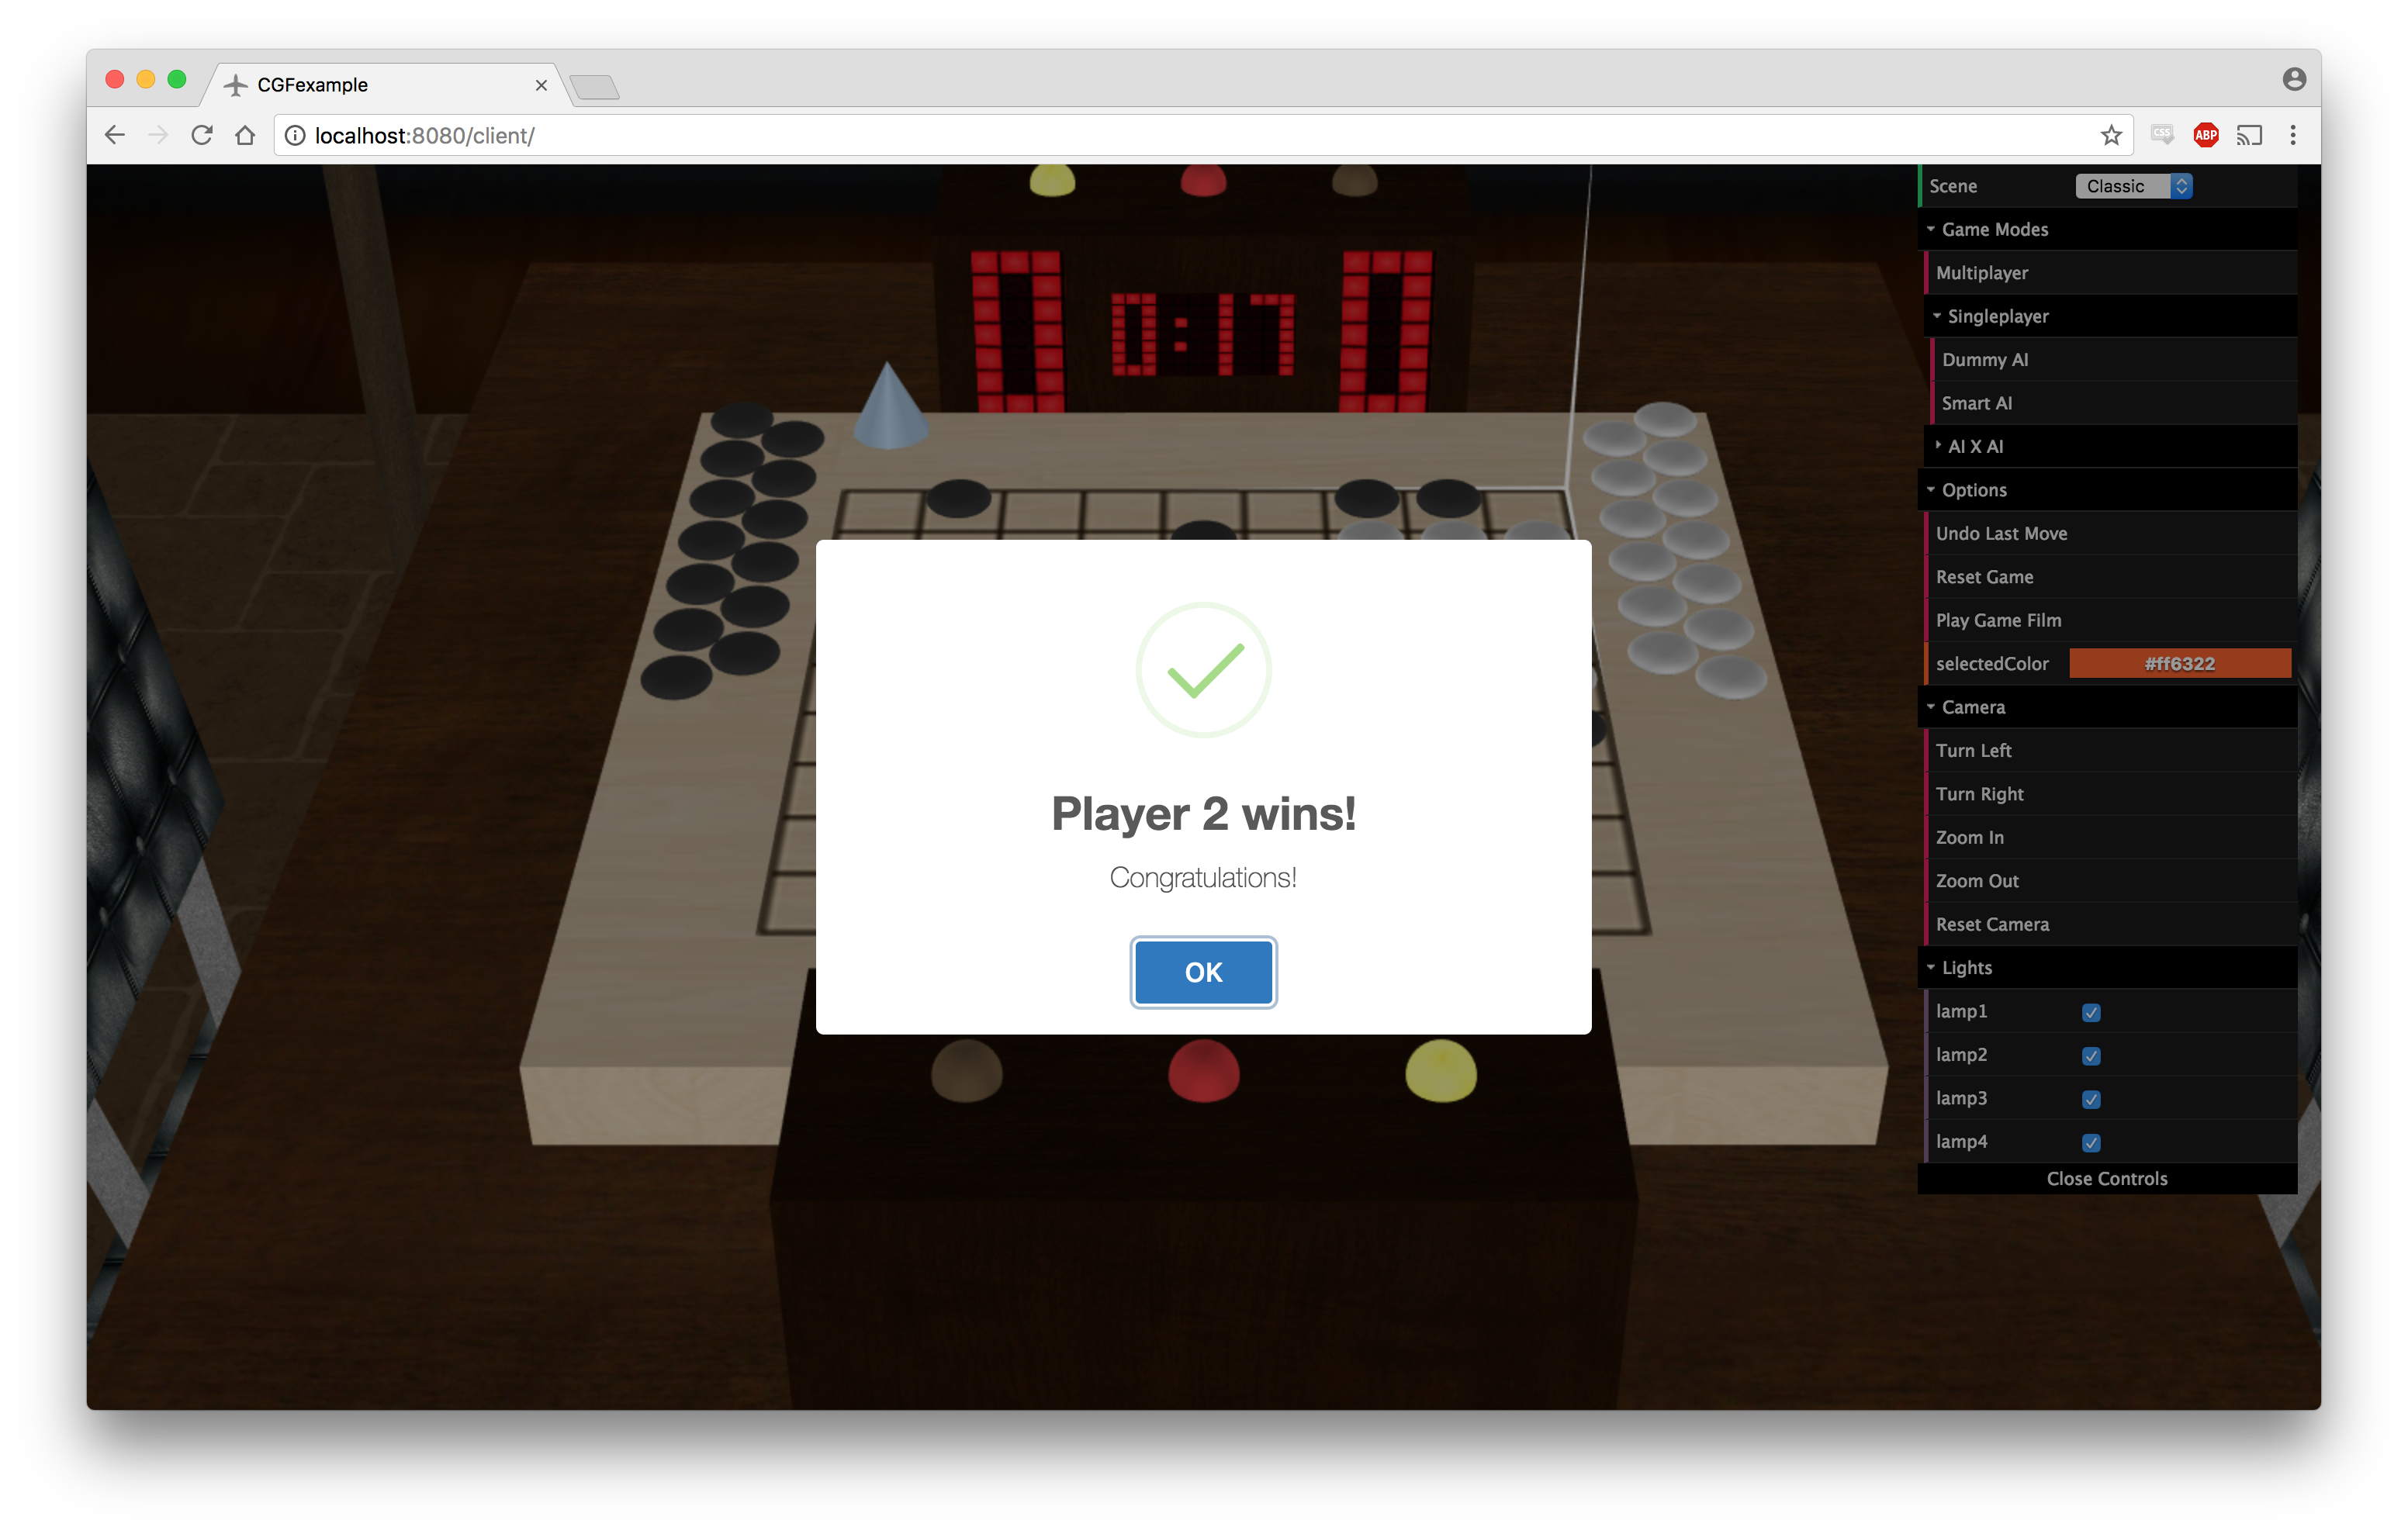 CGFexample
localhost:8080/client/
CSS
ABP
0
0:17
0
Scene Classic
Game Modes
Multiplayer
Singleplayer
Dummy AI
Smart AI
AI X AI
Options
Undo Last Move
Reset Game
Play Game Film
selectedColor #ff6322
Camera
Turn Left
Turn Right
Zoom In
Zoom Out
Reset Camera
Lights
lamp1
lamp2
lamp3
lamp4
Close Controls
Player 2 wins!
Congratulations!
OK